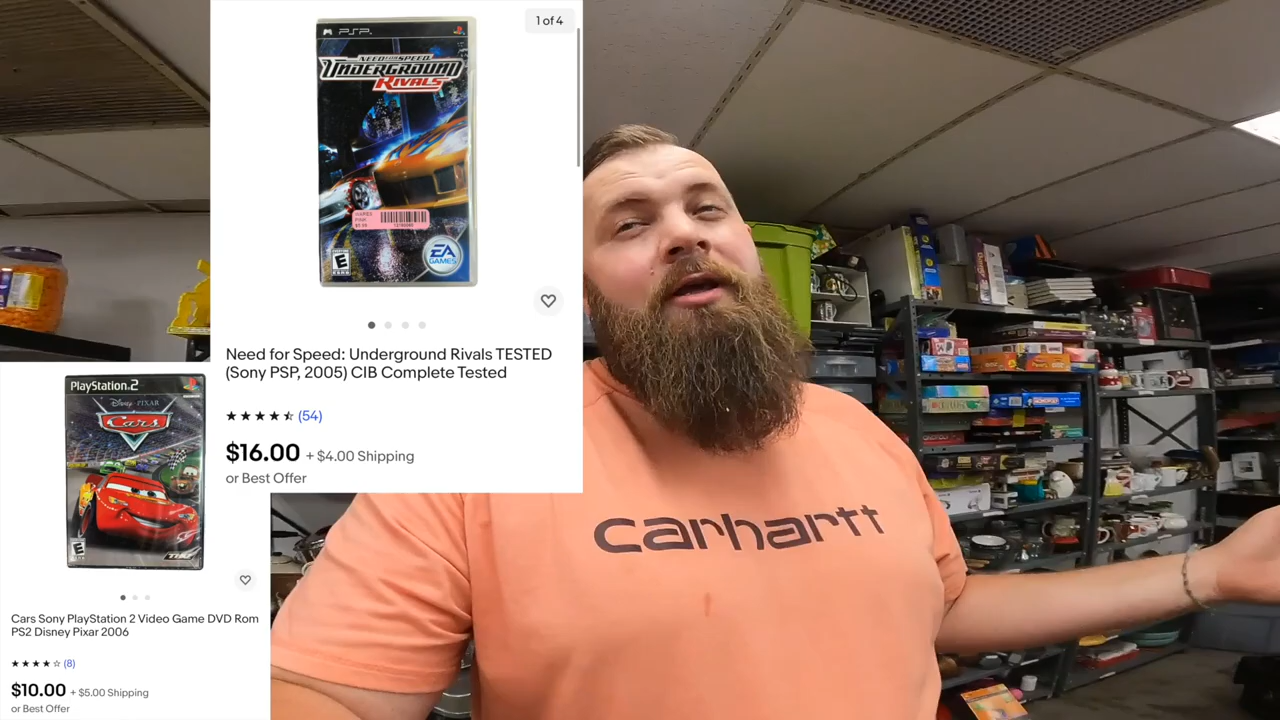 1 of 4
PSP
NEED FOR SPEED
UNDERGROUND
RIVALS
EA
GAMES
E
Need for Speed: Underground Rivals TESTED
(Sony PSP, 2005) CIB Complete Tested
(54)
$16.00 + $4.00 Shipping
or Best Offer
PlayStation 2
Disney PIXAR
Cars
E
THQ
Cars Sony PlayStation 2 Video Game DVD Rom
PS2 Disney Pixar 2006
(8)
$10.00 + $5.00 Shipping
or Best Offer
carhartt
MONOPOLY